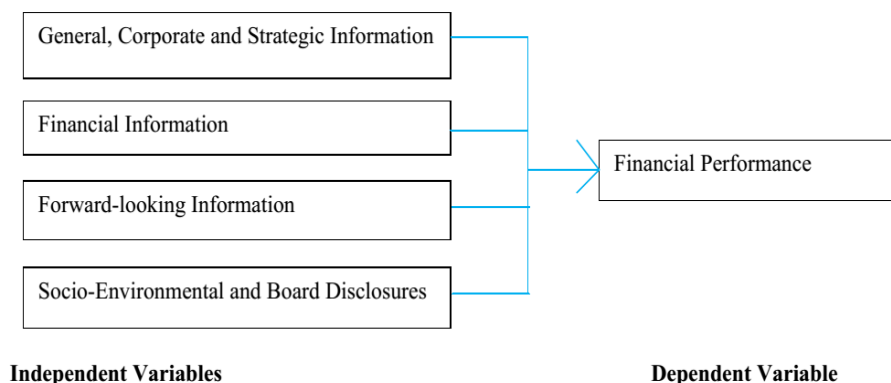 General, Corporate and Strategic Information
Financial Information
Financial Performance
Forward-looking Information
Socio-Environmental and Board Disclosures
Independent Variables
Dependent Variable